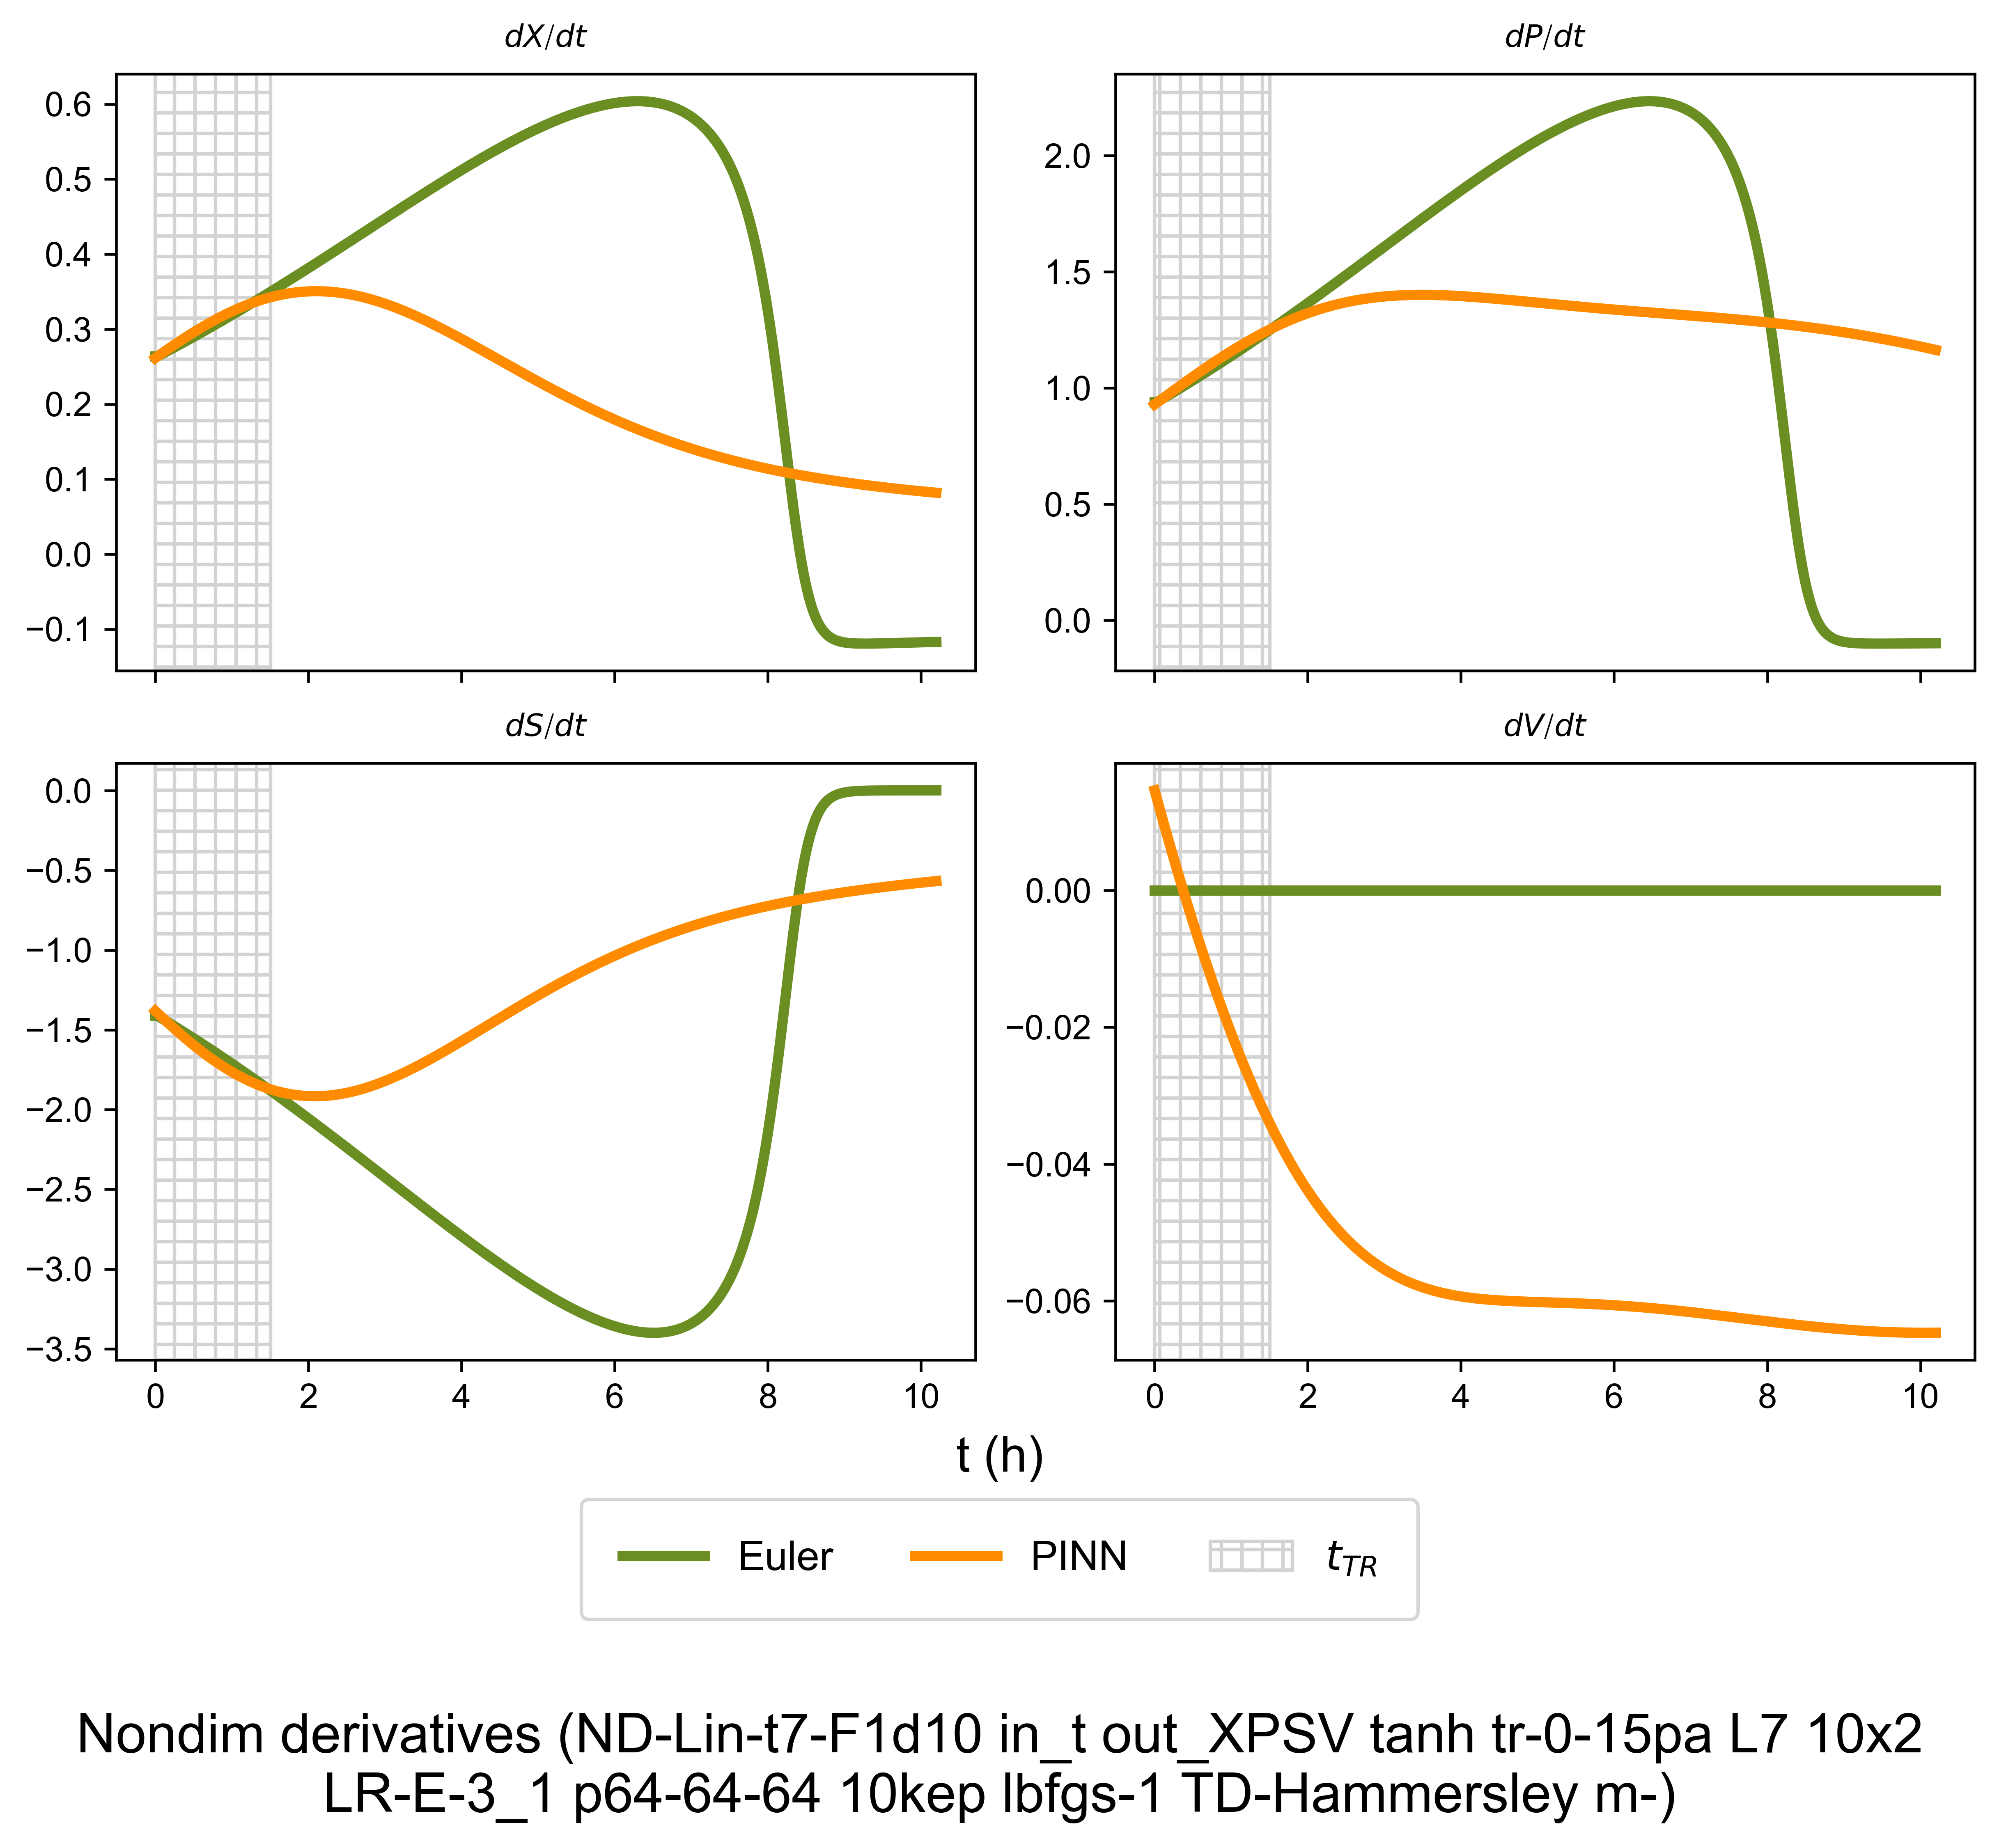 dX/dt
dP/dt
0.6
0.5
0.4
0.3
0.2
0.1
0.0
−0.1
2.0
1.5
1.0
0.5
0.0
dS/dt
dV/dt
0.0
−0.5
−1.0
−1.5
−2.0
−2.5
−3.0
−3.5
0.00
−0.02
−0.04
−0.06
0 2 4 6 8 10
0 2 4 6 8 10
t (h)
Euler PINN t_TR
Nondim derivatives (ND-Lin-t7-F1d10 in_t out_XPSV tanh tr-0-15pa L7 10x2
LR-E-3_1 p64-64-64 10kep lbfgs-1 TD-Hammersley m-)